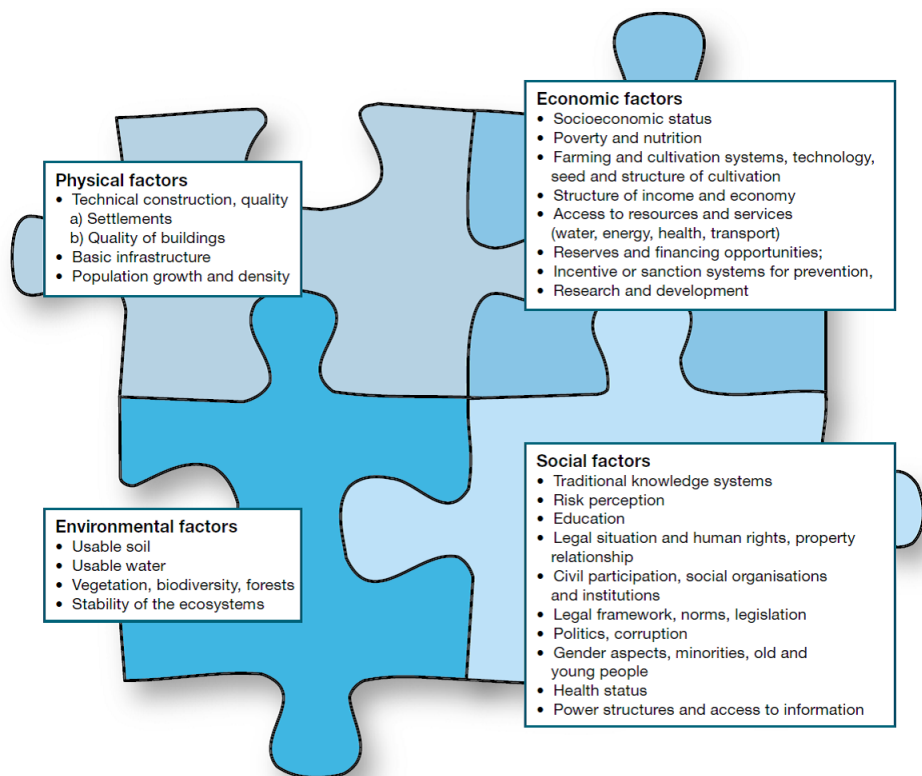 Physical factors
• Technical construction, quality
a) Settlements
b) Quality of buildings
• Basic infrastructure
• Population growth and density
Economic factors
• Socioeconomic status
• Poverty and nutrition
• Farming and cultivation systems, technology,
seed and structure of cultivation
• Structure of income and economy
• Access to resources and services
(water, energy, health, transport)
• Reserves and financing opportunities;
• Incentive or sanction systems for prevention,
• Research and development
Environmental factors
• Usable soil
• Usable water
• Vegetation, biodiversity, forests
• Stability of the ecosystems
Social factors
• Traditional knowledge systems
• Risk perception
• Education
• Legal situation and human rights, property
relationship
• Civil participation, social organisations
and institutions
• Legal framework, norms, legislation
• Politics, corruption
• Gender aspects, minorities, old and
young people
• Health status
• Power structures and access to information